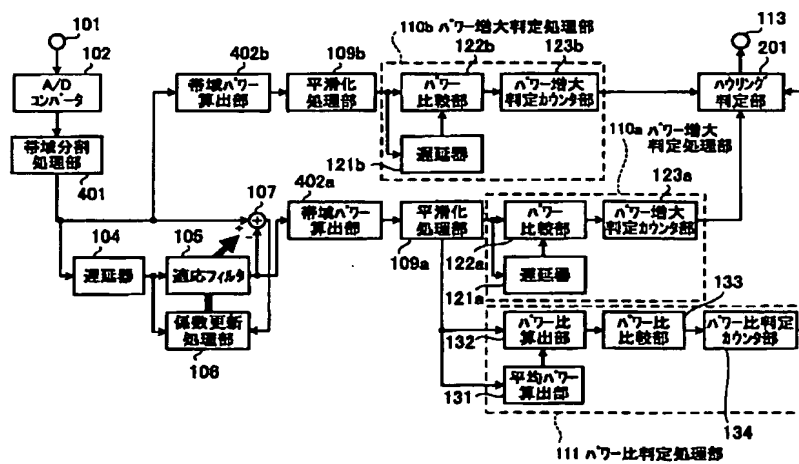 101
102
A/D
コンバータ
帯域分割
処理部
401
402b
帯域パワー
算出部
109b
平滑化
処理部
110b パワー増大判定処理部
122b
パワー
比較部
123b
パワー増大
判定カウンタ部
遅延器
121b
113
201
ハウリング
判定部
110a パワー増大
判定処理部
107
+
-
104
遅延器
105
適応フィルタ
係数更新
処理部
106
402a
帯域パワー
算出部
平滑化
処理部
109a
パワー
比較部
122a
123a
パワー増大
判定カウンタ部
遅延器
121a
133
パワー比
算出部
132
パワー比
比較部
パワー比判定
カウンタ部
134
平均パワー
算出部
131
111 パワー比判定処理部